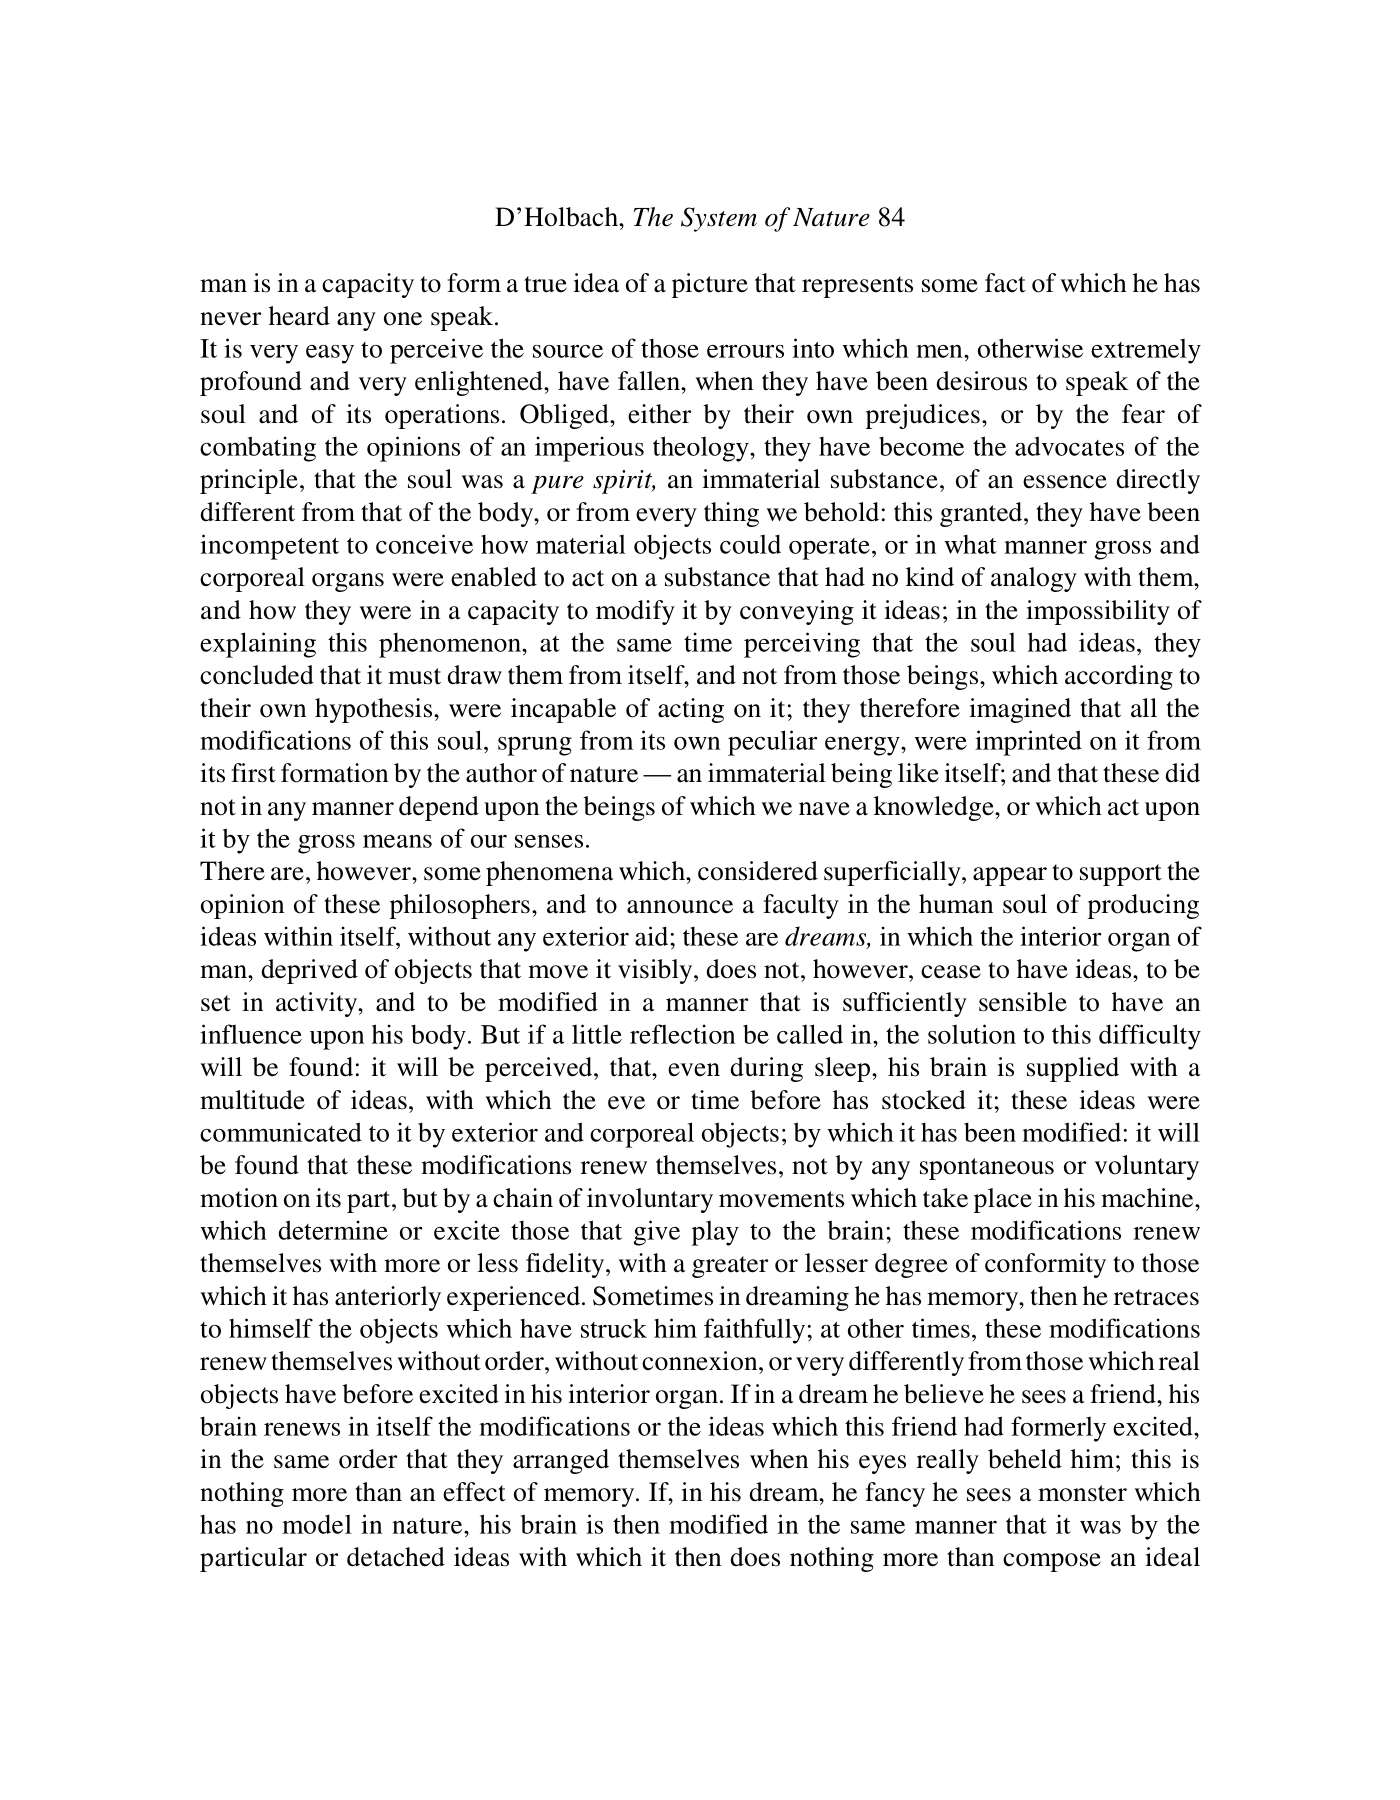 D’Holbach, The System of Nature 84
man is in a capacity to form a true idea of a picture that represents some fact of which he has
never heard any one speak.
It is very easy to perceive the source of those errours into which men, otherwise extremely
profound and very enlightened, have fallen, when they have been desirous to speak of the
soul and of its operations. Obliged, either by their own prejudices, or by the fear of
combating the opinions of an imperious theology, they have become the advocates of the
principle, that the soul was a pure spirit, an immaterial substance, of an essence directly
different from that of the body, or from every thing we behold: this granted, they have been
incompetent to conceive how material objects could operate, or in what manner gross and
corporeal organs were enabled to act on a substance that had no kind of analogy with them,
and how they were in a capacity to modify it by conveying it ideas; in the impossibility of
explaining this phenomenon, at the same time perceiving that the soul had ideas, they
concluded that it must draw them from itself, and not from those beings, which according to
their own hypothesis, were incapable of acting on it; they therefore imagined that all the
modifications of this soul, sprung from its own peculiar energy, were imprinted on it from
its first formation by the author of nature — an immaterial being like itself; and that these did
not in any manner depend upon the beings of which we nave a knowledge, or which act upon
it by the gross means of our senses.
There are, however, some phenomena which, considered superficially, appear to support the
opinion of these philosophers, and to announce a faculty in the human soul of producing
ideas within itself, without any exterior aid; these are dreams, in which the interior organ of
man, deprived of objects that move it visibly, does not, however, cease to have ideas, to be
set in activity, and to be modified in a manner that is sufficiently sensible to have an
influence upon his body. But if a little reflection be called in, the solution to this difficulty
will be found: it will be perceived, that, even during sleep, his brain is supplied with a
multitude of ideas, with which the eve or time before has stocked it; these ideas were
communicated to it by exterior and corporeal objects; by which it has been modified: it will
be found that these modifications renew themselves, not by any spontaneous or voluntary
motion on its part, but by a chain of involuntary movements which take place in his machine,
which determine or excite those that give play to the brain; these modifications renew
themselves with more or less fidelity, with a greater or lesser degree of conformity to those
which it has anteriorly experienced. Sometimes in dreaming he has memory, then he retraces
to himself the objects which have struck him faithfully; at other times, these modifications
renew themselves without order, without connexion, or very differently from those which real
objects have before excited in his interior organ. If in a dream he believe he sees a friend, his
brain renews in itself the modifications or the ideas which this friend had formerly excited,
in the same order that they arranged themselves when his eyes really beheld him; this is
nothing more than an effect of memory. If, in his dream, he fancy he sees a monster which
has no model in nature, his brain is then modified in the same manner that it was by the
particular or detached ideas with which it then does nothing more than compose an ideal